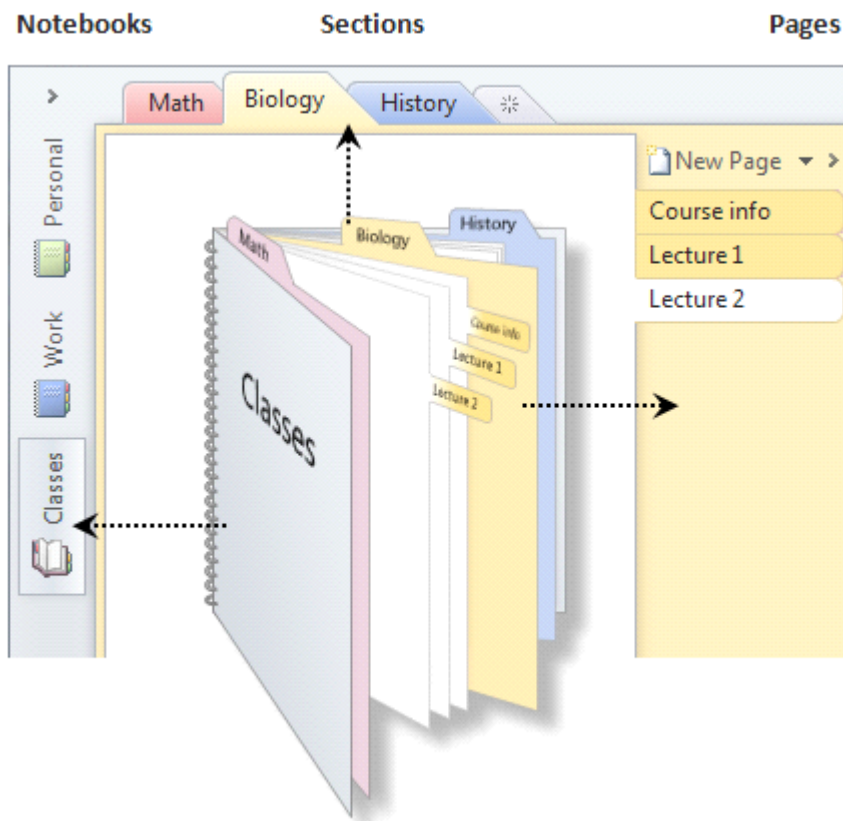 Notebooks
Sections
Pages
Math
Biology
History
Personal
Work
Classes
New Page
Course info
Lecture 1
Lecture 2
Math
Biology
History
Course info
Lecture 1
Lecture 2
Classes